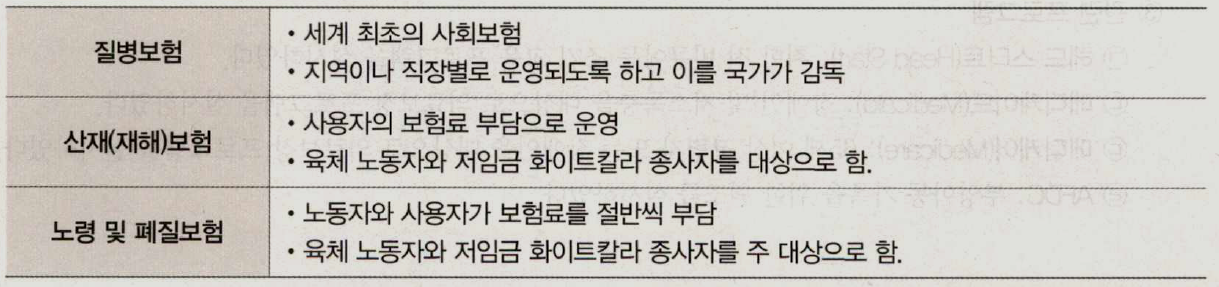 질병보험
• 세계 최초의 사회보험
• 지역이나 직장별로 운영되도록 하고 이를 국가가 감독
산재(재해)보험
• 사용자의 보험료 부담으로 운영
• 육체 노동자와 저임금 화이트칼라 종사자를 대상으로 함.
노령 및 폐질보험
• 노동자와 사용자가 보험료를 절반씩 부담
• 육체 노동자와 저임금 화이트칼라 종사자를 주 대상으로 함.